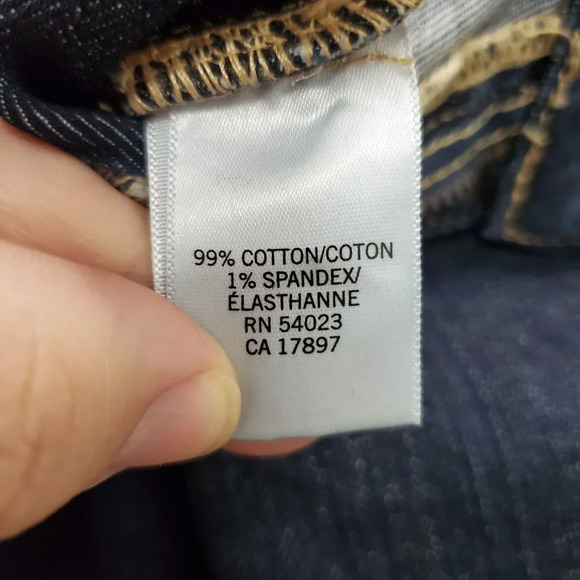 99% COTTON/COTON
1% SPANDEX/
ÉLASTHANNE
RN 54023
CA 17897